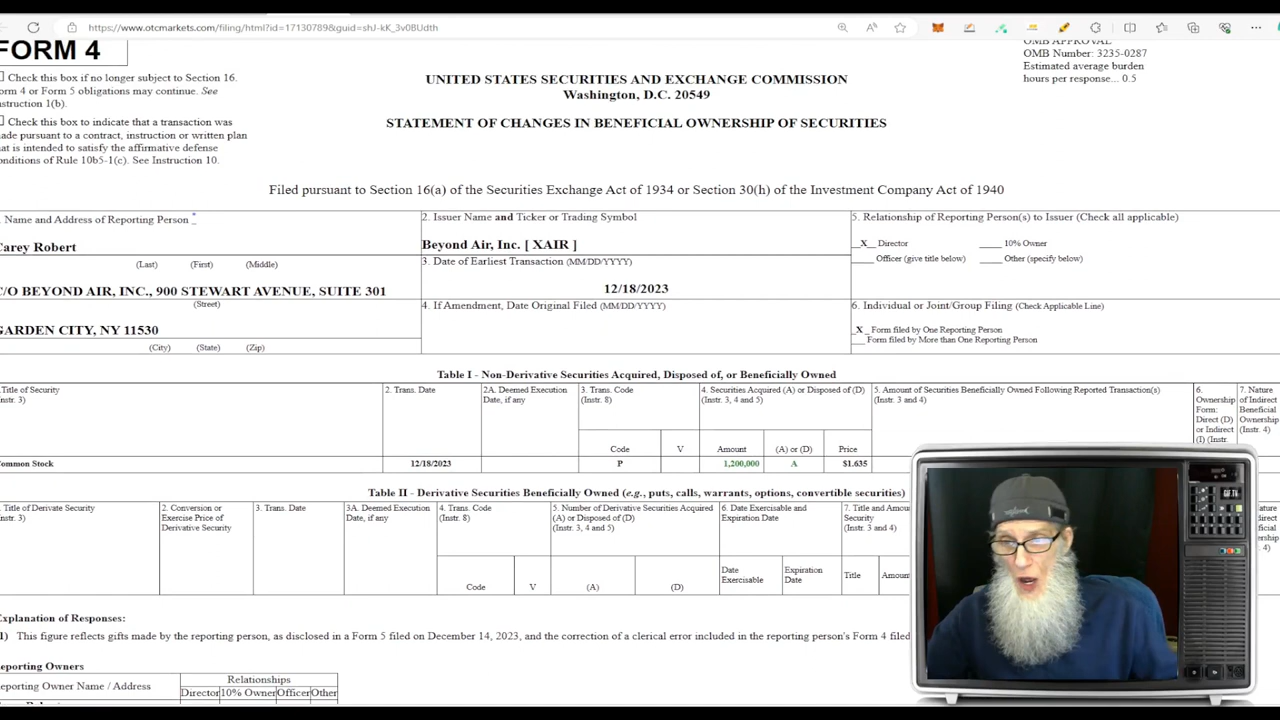 https://www.otcmarkets.com/filing/html?id=17130789&guid=shJ-kK_3v0BUdth
FORM 4
OMB APPROVAL
OMB Number: 3235-0287
Estimated average burden
hours per response... 0.5
Check this box if no longer subject to Section 16.
orm 4 or Form 5 obligations may continue. See
nstruction 1(b).
Check this box to indicate that a transaction was
ade pursuant to a contract, instruction or written plan
at is intended to satisfy the affirmative defense
onditions of Rule 10b5-1(c). See Instruction 10.
UNITED STATES SECURITIES AND EXCHANGE COMMISSION
Washington, D.C. 20549
STATEMENT OF CHANGES IN BENEFICIAL OWNERSHIP OF SECURITIES
Filed pursuant to Section 16(a) of the Securities Exchange Act of 1934 or Section 30(h) of the Investment Company Act of 1940
. Name and Address of Reporting Person *
Carey Robert
(Last) (First) (Middle)
C/O BEYOND AIR, INC., 900 STEWART AVENUE, SUITE 301
(Street)
GARDEN CITY, NY 11530
(City) (State) (Zip)
2. Issuer Name and Ticker or Trading Symbol
Beyond Air, Inc. [ XAIR ]
3. Date of Earliest Transaction (MM/DD/YYYY)
12/18/2023
4. If Amendment, Date Original Filed (MM/DD/YYYY)
5. Relationship of Reporting Person(s) to Issuer (Check all applicable)
__X__ Director _____ 10% Owner
_____ Officer (give title below) _____ Other (specify below)
6. Individual or Joint/Group Filing (Check Applicable Line)
_X_ Form filed by One Reporting Person
___ Form filed by More than One Reporting Person
Table I - Non-Derivative Securities Acquired, Disposed of, or Beneficially Owned
.Title of Security
(Instr. 3)
2. Trans. Date
2A. Deemed Execution
Date, if any
3. Trans. Code
(Instr. 8)
4. Securities Acquired (A) or Disposed of (D)
(Instr. 3, 4 and 5)
5. Amount of Securities Beneficially Owned Following Reported Transaction(s)
(Instr. 3 and 4)
6.
Ownership
Form:
Direct (D)
or Indirect
(I) (Instr.
7. Nature
of Indirect
Beneficial
Ownership
(Instr. 4)
Code V Amount (A) or (D) Price
Common Stock 12/18/2023 P 1,200,000 A $1.635
Table II - Derivative Securities Beneficially Owned (e.g., puts, calls, warrants, options, convertible securities)
. Title of Derivate Security
(Instr. 3)
2. Conversion or
Exercise Price of
Derivative Security
3. Trans. Date
3A. Deemed Execution
Date, if any
4. Trans. Code
(Instr. 8)
5. Number of Derivative Securities Acquired
(A) or Disposed of (D)
(Instr. 3, 4 and 5)
6. Date Exercisable and
Expiration Date
7. Title and Amou
Security
(Instr. 3 and 4)
Code V (A) (D)
Date
Exercisable
Expiration
Date
Title Amoun
GIF TV
Explanation of Responses:
1) This figure reflects gifts made by the reporting person, as disclosed in a Form 5 filed on December 14, 2023, and the correction of a clerical error included in the reporting person's Form 4 filed
Reporting Owners
Reporting Owner Name / Address
Relationships
Director 10% Owner Officer Other